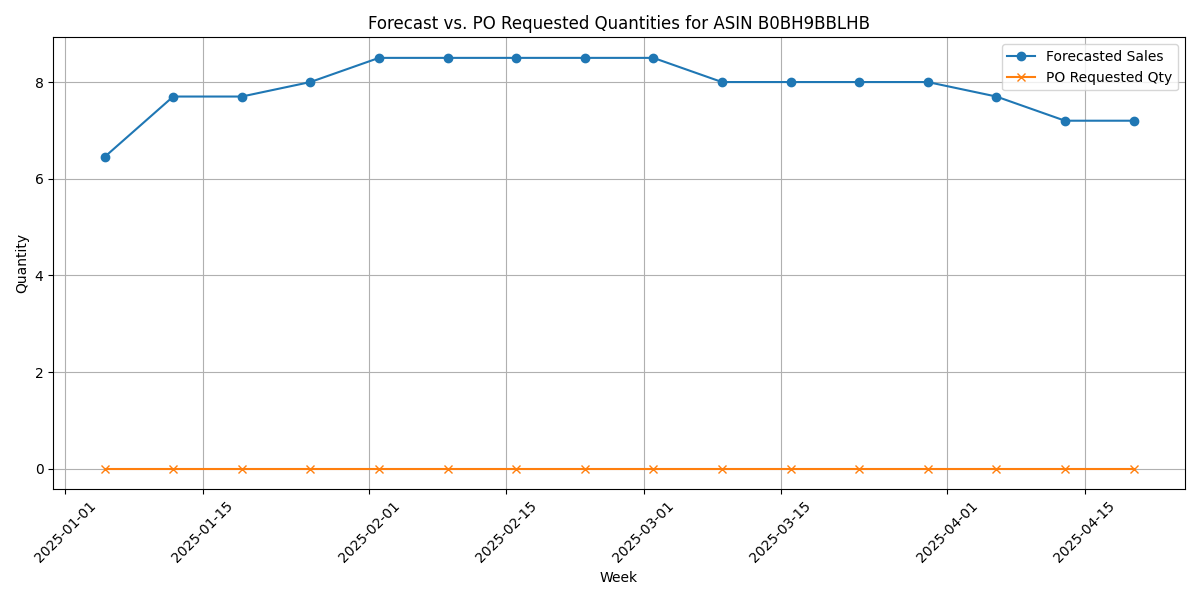 Forecast vs. PO Requested Quantities for ASIN B0BH9BBLHB
Forecasted Sales
PO Requested Qty
Quantity
8
6
4
2
0
2025-01-01
2025-01-15
2025-02-01
2025-02-15
2025-03-01
2025-03-15
2025-04-01
2025-04-15
Week